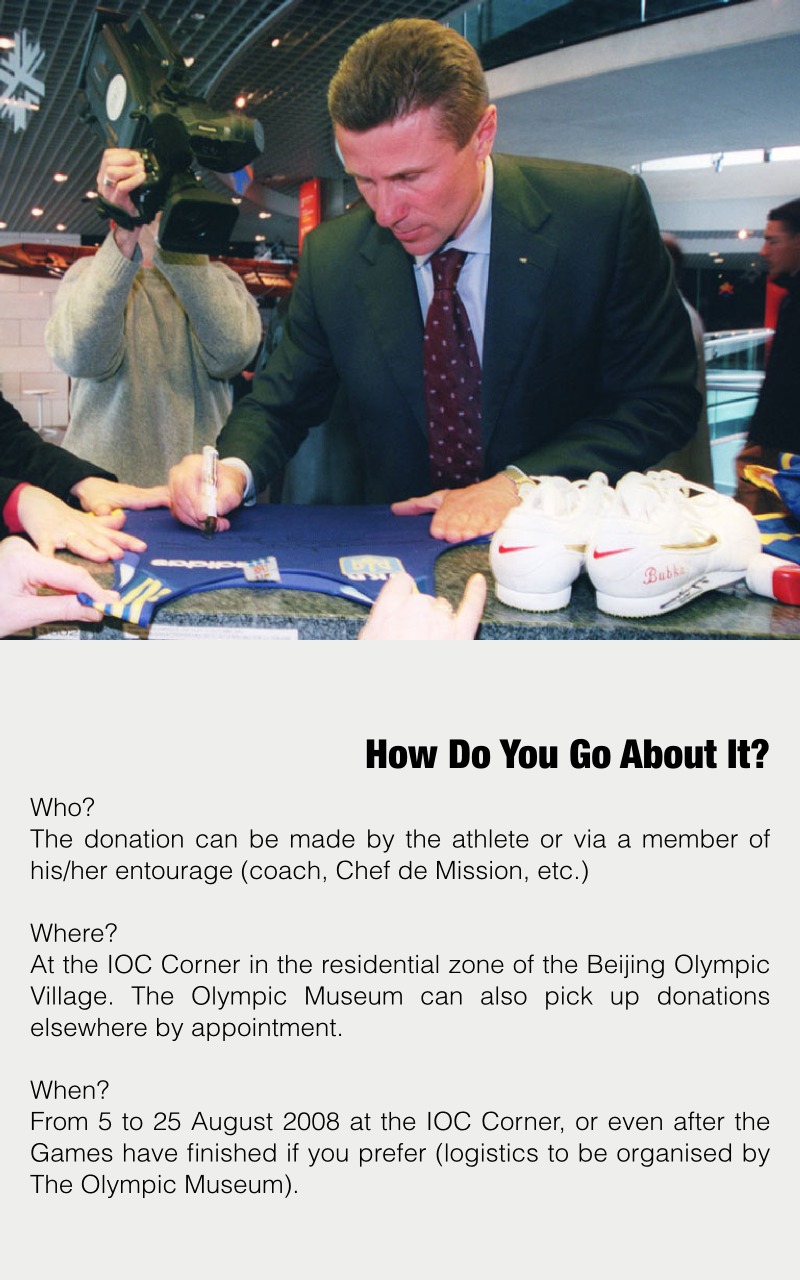 Panasonic
adidas
Bubka
How Do You Go About It?
Who?
The donation can be made by the athlete or via a member of
his/her entourage (coach, Chef de Mission, etc.)
Where?
At the IOC Corner in the residential zone of the Beijing Olympic
Village. The Olympic Museum can also pick up donations
elsewhere by appointment.
When?
From 5 to 25 August 2008 at the IOC Corner, or even after the
Games have finished if you prefer (logistics to be organised by
The Olympic Museum).